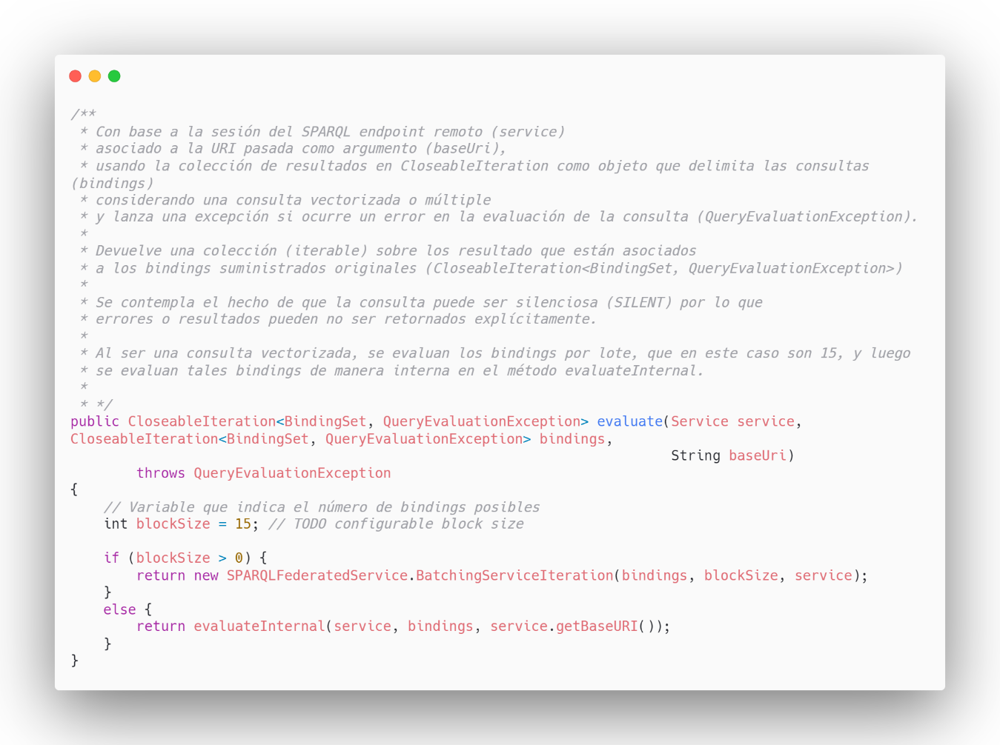 /**
 * Con base a la sesión del SPARQL endpoint remoto (service)
 * asociado a la URI pasada como argumento (baseUri),
 * usando la colección de resultados en CloseableIteration como objeto que delimita las consultas
(bindings)
 * considerando una consulta vectorizada o múltiple
 * y lanza una excepción si ocurre un error en la evaluación de la consulta (QueryEvaluationException).
 *
 * Devuelve una colección (iterable) sobre los resultado que están asociados
 * a los bindings suministrados originales (CloseableIteration<BindingSet, QueryEvaluationException>)
 *
 * Se contempla el hecho de que la consulta puede ser silenciosa (SILENT) por lo que
 * errores o resultados pueden no ser retornados explícitamente.
 *
 * Al ser una consulta vectorizada, se evaluan los bindings por lote, que en este caso son 15, y luego
 * se evaluan tales bindings de manera interna en el método evaluateInternal.
 *
 * */
public CloseableIteration<BindingSet, QueryEvaluationException> evaluate(Service service,
CloseableIteration<BindingSet, QueryEvaluationException> bindings,
                                                                         String baseUri)
        throws QueryEvaluationException
{
    // Variable que indica el número de bindings posibles
    int blockSize = 15; // TODO configurable block size

    if (blockSize > 0) {
        return new SPARQLFederatedService.BatchingServiceIteration(bindings, blockSize, service);
    }
    else {
        return evaluateInternal(service, bindings, service.getBaseURI());
    }
}